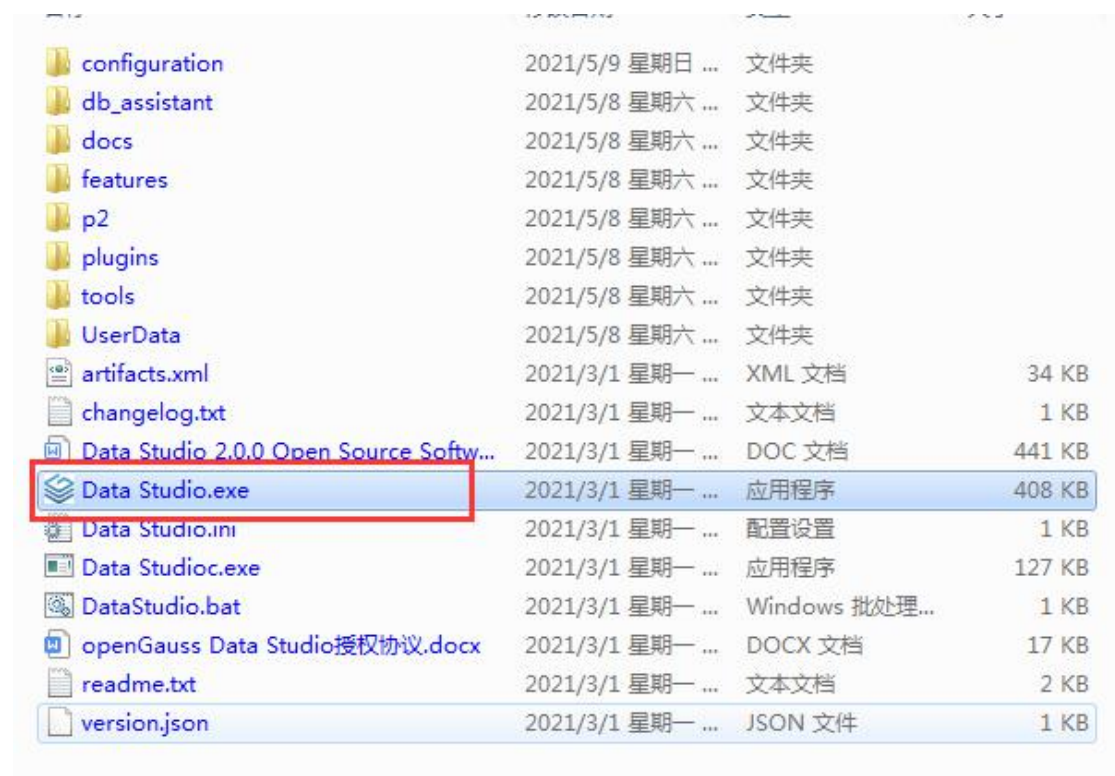 configuration 2021/5/9 星期日 ... 文件夹
db_assistant 2021/5/8 星期六 ... 文件夹
docs 2021/5/8 星期六 ... 文件夹
features 2021/5/8 星期六 ... 文件夹
p2 2021/5/8 星期六 ... 文件夹
plugins 2021/5/8 星期六 ... 文件夹
tools 2021/5/8 星期六 ... 文件夹
UserData 2021/5/8 星期六 ... 文件夹
artifacts.xml 2021/3/1 星期一 ... XML 文档 34 KB
changelog.txt 2021/3/1 星期一 ... 文本文档 1 KB
Data Studio 2.0.0 Open Source Softw... 2021/3/1 星期一 ... DOC 文档 441 KB
Data Studio.exe 2021/3/1 星期一 ... 应用程序 408 KB
Data Studio.ini 2021/3/1 星期一 ... 配置设置 1 KB
Data Studioc.exe 2021/3/1 星期一 ... 应用程序 127 KB
DataStudio.bat 2021/3/1 星期一 ... Windows 批处理... 1 KB
openGauss Data Studio授权协议.docx 2021/3/1 星期一 ... DOCX 文档 17 KB
readme.txt 2021/3/1 星期一 ... 文本文档 2 KB
version.json 2021/3/1 星期一 ... JSON 文件 1 KB